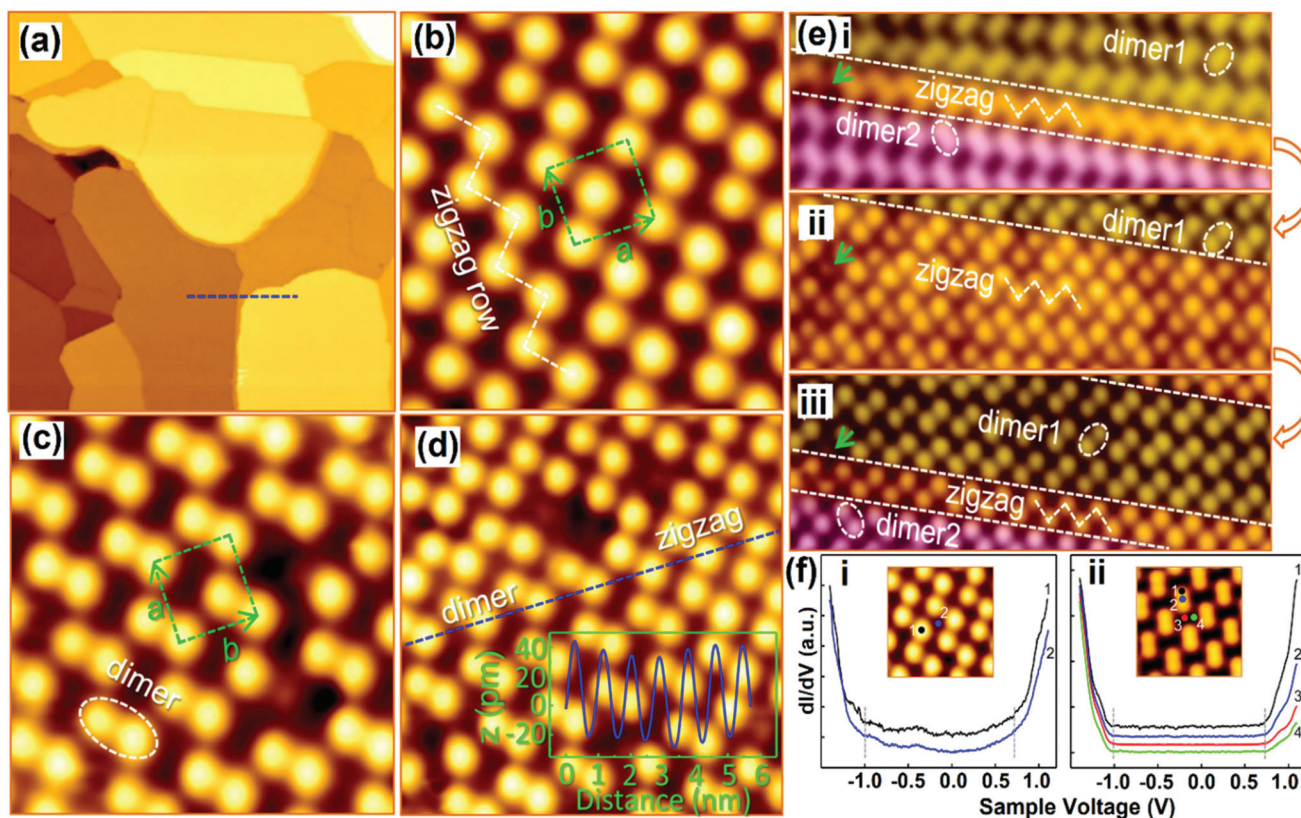 (a)
(b)
zigzag row
b
a
(c)
a
b
dimer
(d)
zigzag
dimer
z (pm)
40
20
0
-20
0 1 2 3 4 5 6
Distance (nm)
(e)
i
dimer1
zigzag
dimer2
ii
dimer1
zigzag
iii
dimer1
zigzag
dimer2
(f)
i
1
2
1
2
dI/dV (a.u.)
-1.0 -0.5 0.0 0.5 1.0
ii
1
2
3
4
1
2
3
4
-1.0 -0.5 0.0 0.5 1.0
Sample Voltage (V)